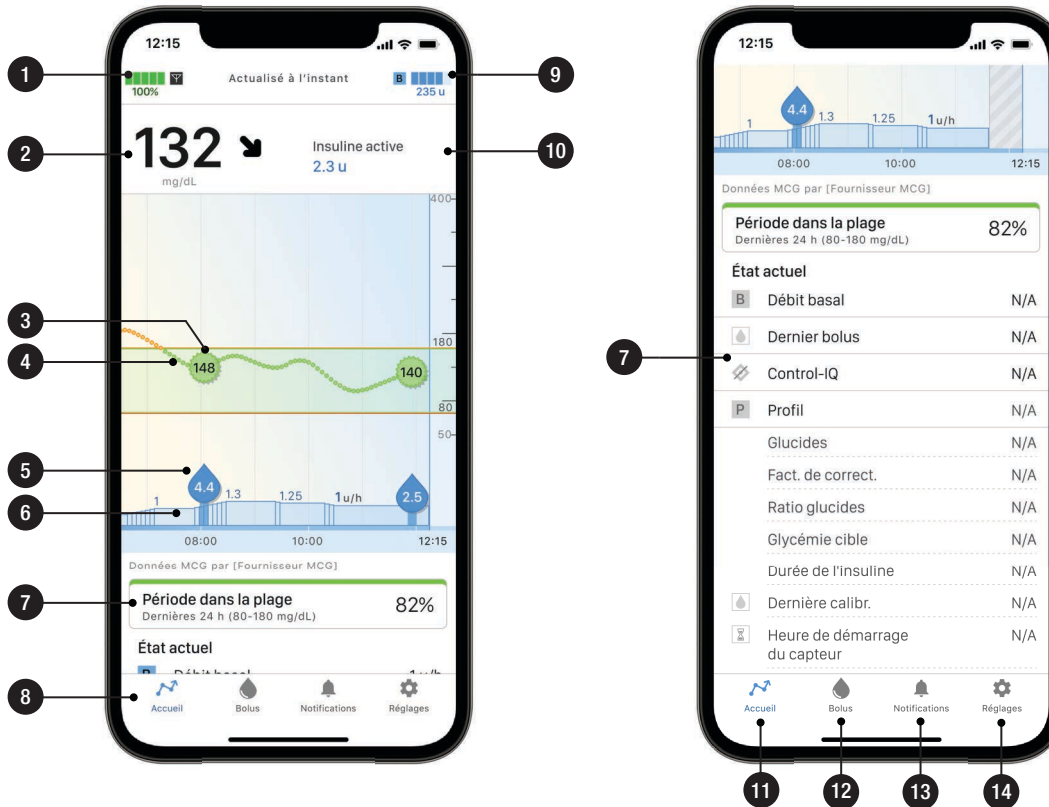 12:15
1
100%
Actualisé à l'instant
B
235 u
9
2
132
mg/dL
Insuline active
2.3 u
10
400
3
4
180
148
140
80
50
5
6
1
4.4
1.3
1.25
1 u/h
2.5
08:00
10:00
12:15
Données MCG par [Fournisseur MCG]
7
Période dans la plage
Dernières 24 h (80-180 mg/dL)
82%
État actuel
B Débit basal 1 u/h
8
Accueil
Bolus
Notifications
Réglages
12:15
4.4
1
1.3
1.25
1 u/h
08:00
10:00
12:15
Données MCG par [Fournisseur MCG]
Période dans la plage
Dernières 24 h (80-180 mg/dL)
82%
État actuel
B Débit basal N/A
7
Dernier bolus N/A
Control-IQ N/A
P Profil N/A
Glucides N/A
Fact. de correct. N/A
Ratio glucides N/A
Glycémie cible N/A
Durée de l'insuline N/A
Dernière calibr. N/A
Heure de démarrage N/A
du capteur
Accueil
Bolus
Notifications
Réglages
11
12
13
14